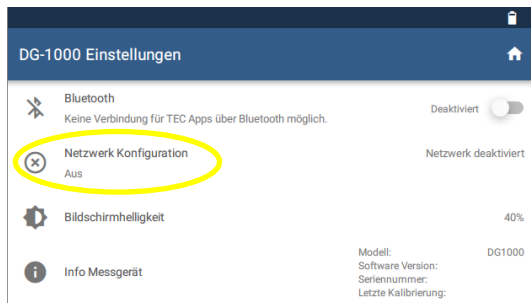 DG-1000 Einstellungen
Bluetooth
Keine Verbindung für TEC Apps über Bluetooth möglich.
Deaktiviert
Netzwerk Konfiguration
Aus
Netzwerk deaktiviert
Bildschirmhelligkeit
40%
Info Messgerät
Modell: DG1000
Software Version:
Seriennummer:
Letzte Kalibrierung: